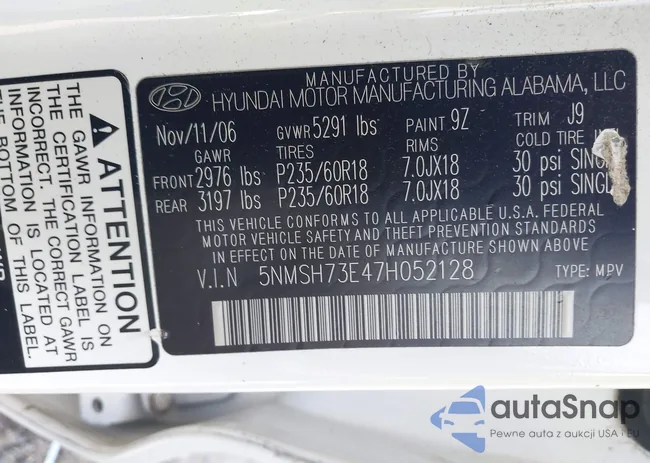 MANUFACTURED BY
HYUNDAI MOTOR MANUFACTURING ALABAMA, LLC
Nov/11/06 GVWR 5291 lbs PAINT 9Z TRIM J9
GAWR TIRES RIMS COLD TIRE
FRONT 2976 lbs P235/60R18 7.0JX18 30 psi
REAR 3197 lbs P235/60R18 7.0JX18 30 psi
THIS VEHICLE CONFORMS TO ALL APPLICABLE U.S.A. FEDERAL
MOTOR VEHICLE SAFETY AND THEFT PREVENTION STANDARDS
IN EFFECT ON THE DATE OF MANUFACTURE SHOWN ABOVE.
V.I.N 5NMSH73E47H052128 TYPE: MPV
ATTENTION
THE GAWR INFORMATION ON
THE CERTIFICATION LABEL IS
INCORRECT. THE CORRECT GAWR
INFORMATION IS LOCATED AT
THE BOTTOM OF THIS LABEL.
autoSnap
Pewne auta z aukcji USA i EU